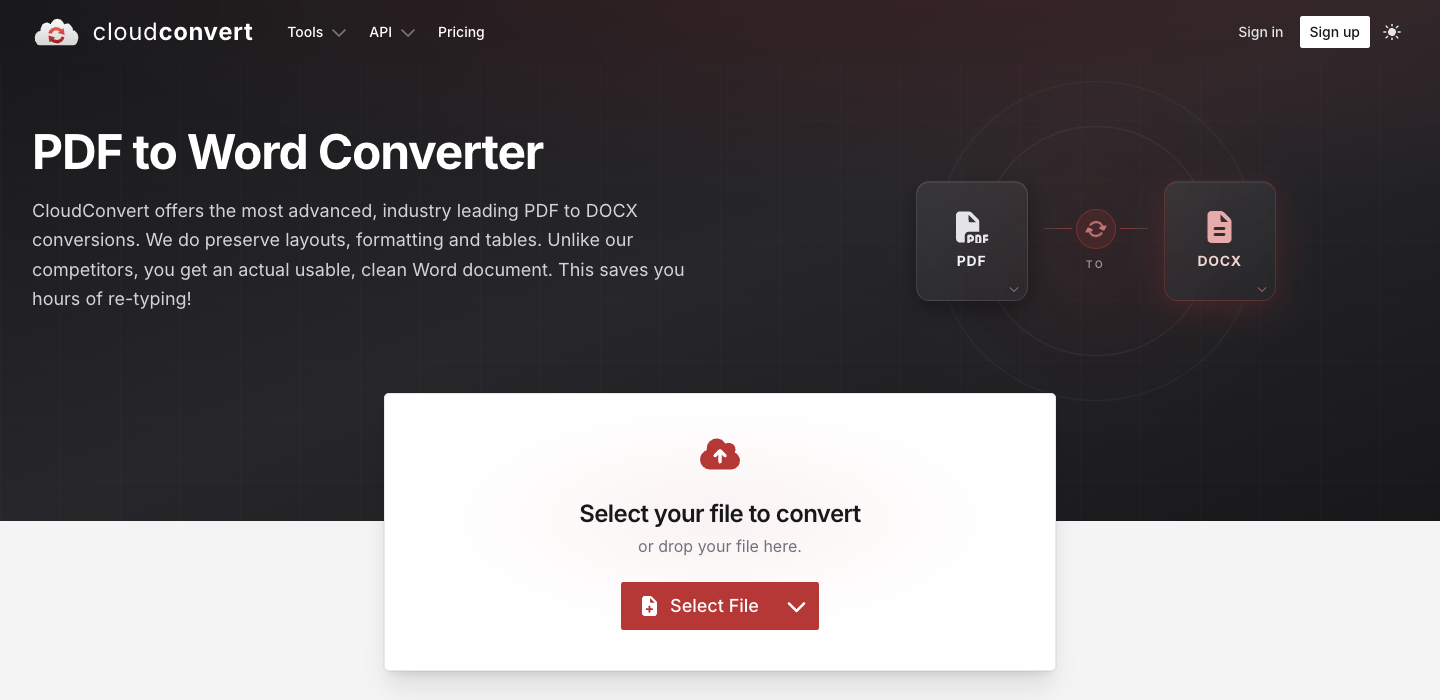 cloudconvert Tools API Pricing Sign in Sign up
PDF to Word Converter
CloudConvert offers the most advanced, industry leading PDF to DOCX
conversions. We do preserve layouts, formatting and tables. Unlike our
competitors, you get an actual usable, clean Word document. This saves you
hours of re-typing!
PDF
PDF
TO
DOCX
Select your file to convert
or drop your file here.
Select File